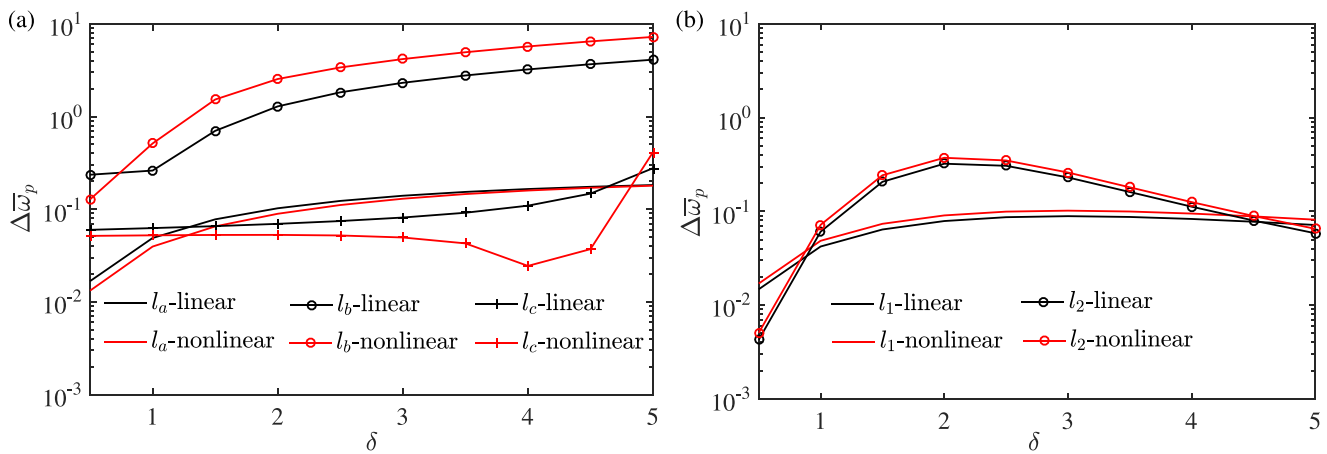 (a)
10^1
10^0
10^{-1}
10^{-2}
10^{-3}
Δω̅_p
l_a-linear l_b-linear l_c-linear
l_a-nonlinear l_b-nonlinear l_c-nonlinear
1 2 3 4 5
δ
(b)
10^1
10^0
10^{-1}
10^{-2}
10^{-3}
Δω̅_p
l_1-linear l_2-linear
l_1-nonlinear l_2-nonlinear
1 2 3 4 5
δ